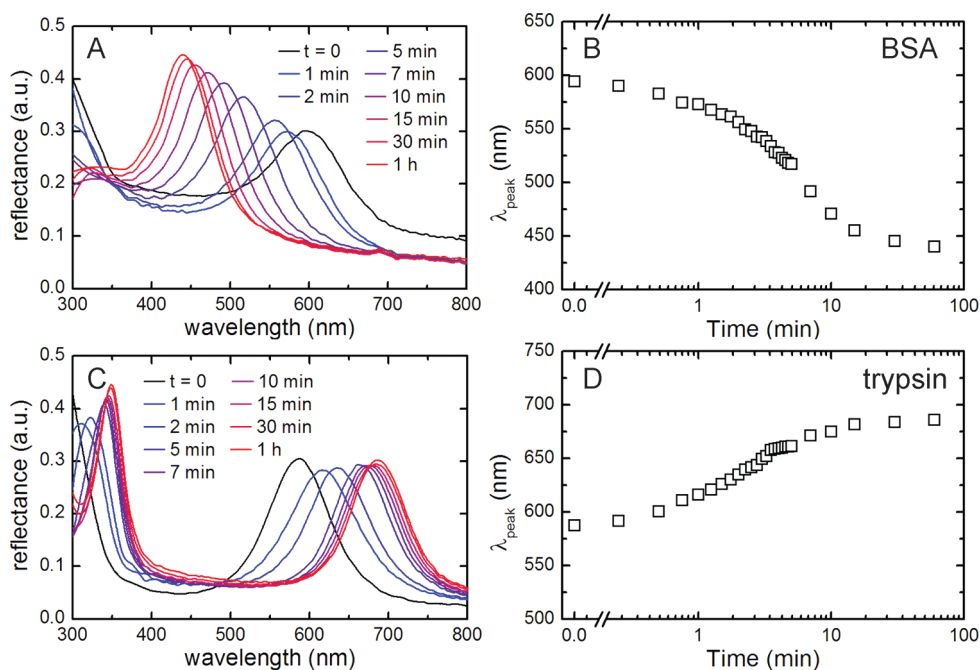 A
t = 0
1 min
2 min
5 min
7 min
10 min
15 min
30 min
1 h
reflectance (a.u.)
0.5
0.4
0.3
0.2
0.1
0.0
300 400 500 600 700 800
wavelength (nm)
B
BSA
λpeak (nm)
650
600
550
500
450
400
0.0 1 10 100
Time (min)
C
t = 0
1 min
2 min
5 min
7 min
10 min
15 min
30 min
1 h
reflectance (a.u.)
0.5
0.4
0.3
0.2
0.1
0.0
300 400 500 600 700 800
wavelength (nm)
D
trypsin
λpeak (nm)
750
700
650
600
550
500
0.0 1 10 100
Time (min)